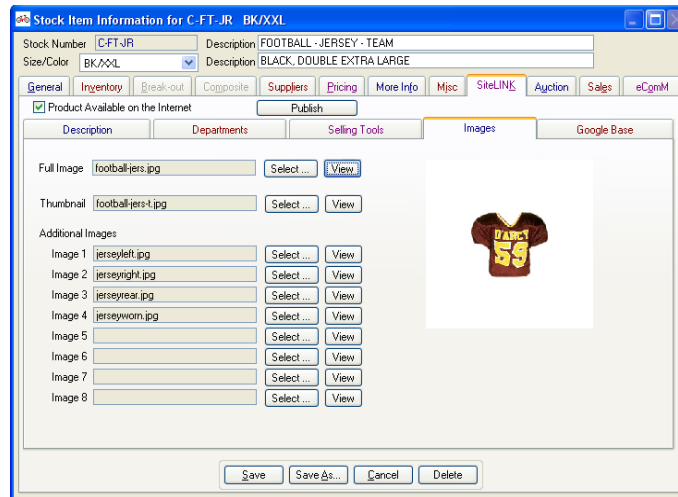 Stock Item Information for C-FT-JR BK/XXL
Stock Number C-FT-JR Description FOOTBALL - JERSEY - TEAM
Size/Color BK/XXL Description BLACK, DOUBLE EXTRA LARGE
General Inventory Break-out Composite Suppliers Pricing More Info Misc SiteLINK Auction Sales eComM
Product Available on the Internet Publish
Description Departments Selling Tools Images Google Base
Full Image football-jers.jpg Select ... View
Thumbnail football-jers-t.jpg Select ... View
Additional Images
Image 1 jerseyleft.jpg Select ... View
Image 2 jerseyright.jpg Select ... View
Image 3 jerseyrear.jpg Select ... View
Image 4 jerseyworn.jpg Select ... View
Image 5 Select ... View
Image 6 Select ... View
Image 7 Select ... View
Image 8 Select ... View
D'ARCY
59
Save Save As... Cancel Delete